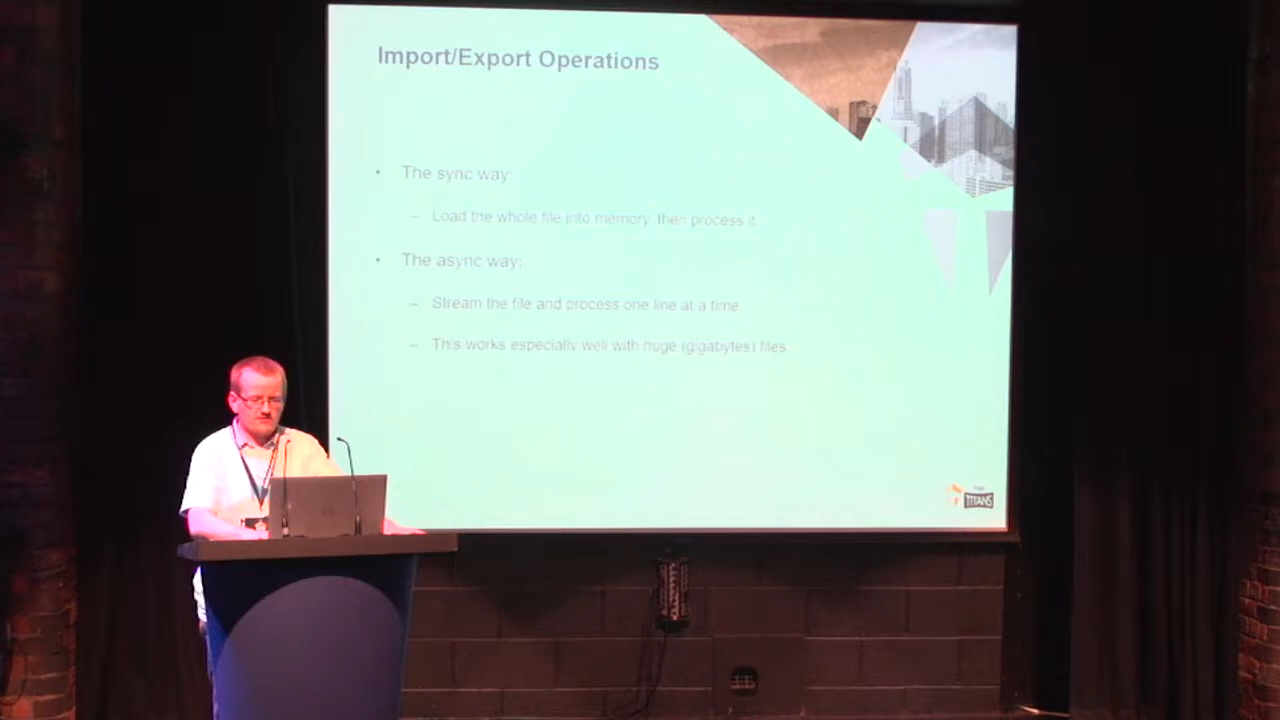 Import/Export Operations
• The sync way:
– Load the whole file into memory, then process it.
• The async way:
– Stream the file and process one line at a time.
– This works especially well with huge (gigabytes) files.
TITANS